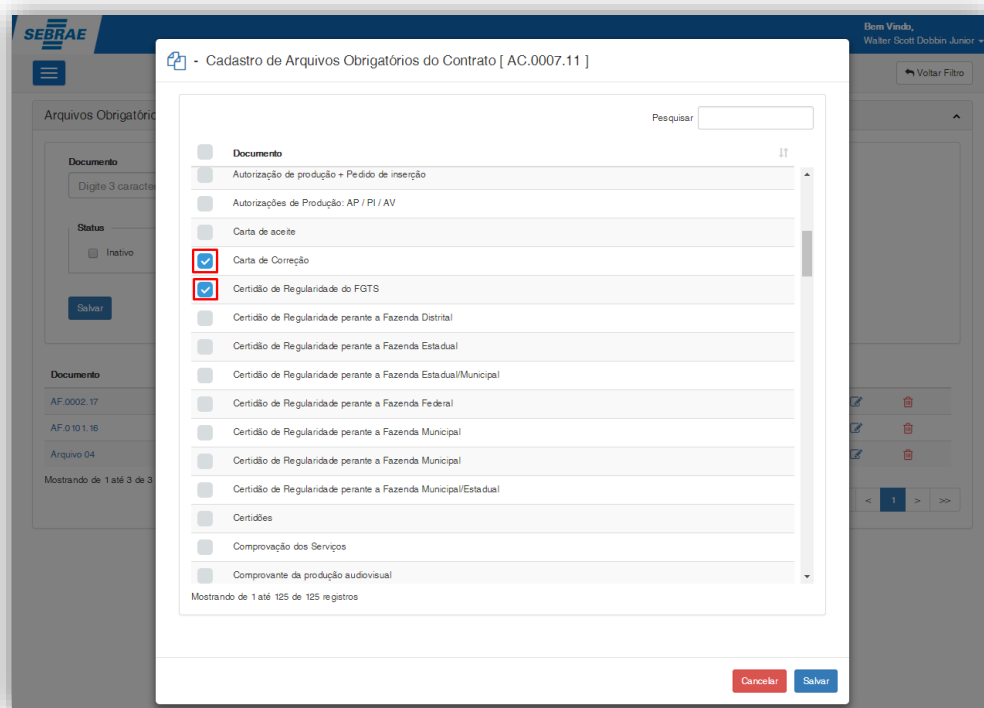 SEBRAE
Bem Vindo,
Walter Scott Dobbin Junior
- Cadastro de Arquivos Obrigatórios do Contrato [ AC.0007.11 ]
Voltar Filtro
Arquivos Obrigatório
Pesquisar
Documento
Documento
Digite 3 caracte
Autorização de produção + Pedido de inserção
Autorizações de Produção: AP / PI / AV
Status
Carta de aceite
Inativo
Carta de Correção
Certidão de Regularidade do FGTS
Salvar
Certidão de Regularidade perante a Fazenda Distrital
Certidão de Regularidade perante a Fazenda Estadual
Documento
Certidão de Regularidade perante a Fazenda Estadual/Municipal
AF.0002.17
Certidão de Regularidade perante a Fazenda Federal
AF.0101.16
Certidão de Regularidade perante a Fazenda Municipal
Arquivo 04
Certidão de Regularidade perante a Fazenda Municipal
Mostrando de 1 até 3 de 3
Certidão de Regularidade perante a Fazenda Municipal/Estadual
< 1 > >>
Certidões
Comprovação dos Serviços
Comprovante da produção audiovisual
Mostrando de 1 até 125 de 125 registros
Cancelar
Salvar